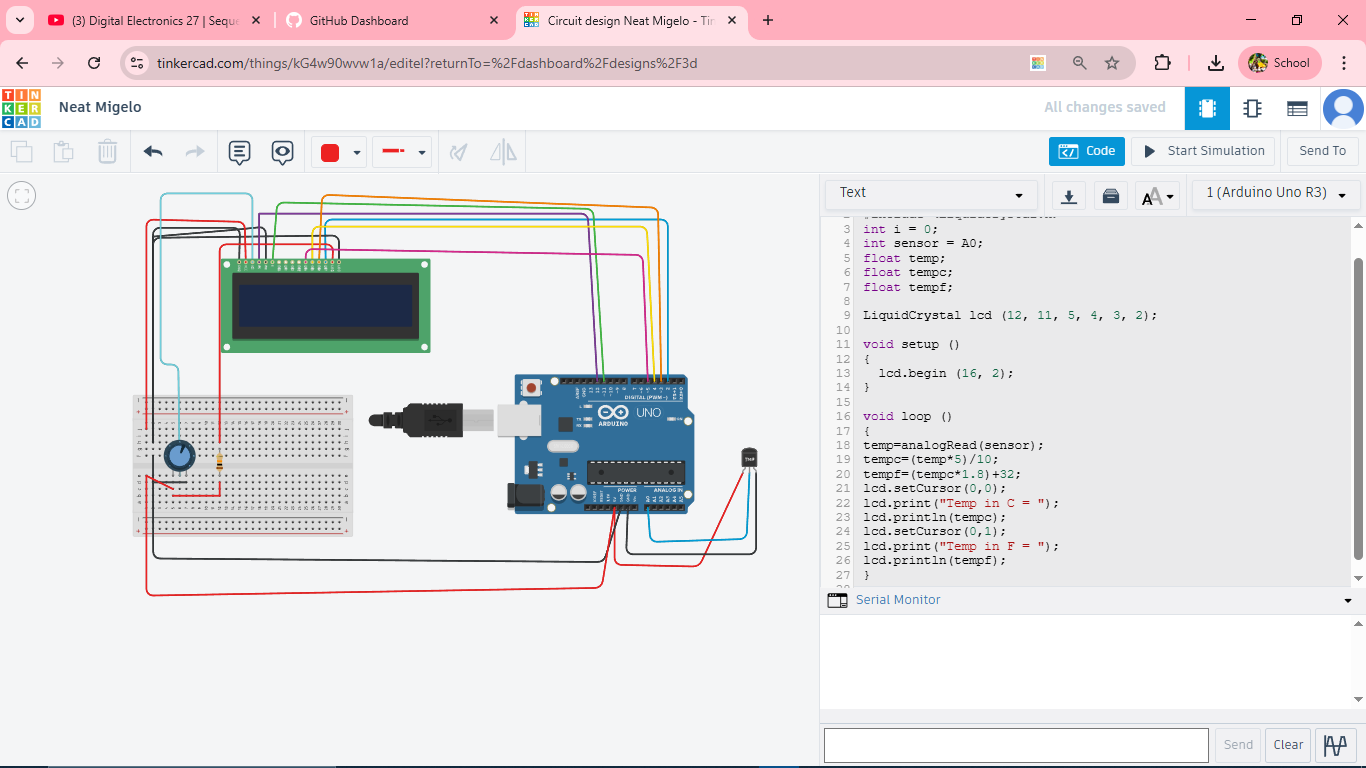 (3) Digital Electronics 27 | Seque
GitHub Dashboard
Circuit design Neat Migelo - Tin
tinkercad.com/things/kG4w90wvw1a/editel?returnTo=%2Fdashboard%2Fdesigns%2F3d
School
TIN
KER
CAD
Neat Migelo
All changes saved
Code
Start Simulation
Send To
Text
1 (Arduino Uno R3)
3 int i = 0;
4 int sensor = A0;
5 float temp;
6 float tempc;
7 float tempf;
8
9 LiquidCrystal lcd (12, 11, 5, 4, 3, 2);
10
11 void setup ()
12 {
13 lcd.begin (16, 2);
14 }
15
16 void loop ()
17 {
18 temp=analogRead(sensor);
19 tempc=(temp*5)/10;
20 tempf=(tempc*1.8)+32;
21 lcd.setCursor(0,0);
22 lcd.print("Temp in C = ");
23 lcd.println(tempc);
24 lcd.setCursor(0,1);
25 lcd.print("Temp in F = ");
26 lcd.println(tempf);
27 }
DIGITAL (PWM~)
UNO
ARDUINO
POWER
ANALOG IN
TMP
Serial Monitor
Send
Clear